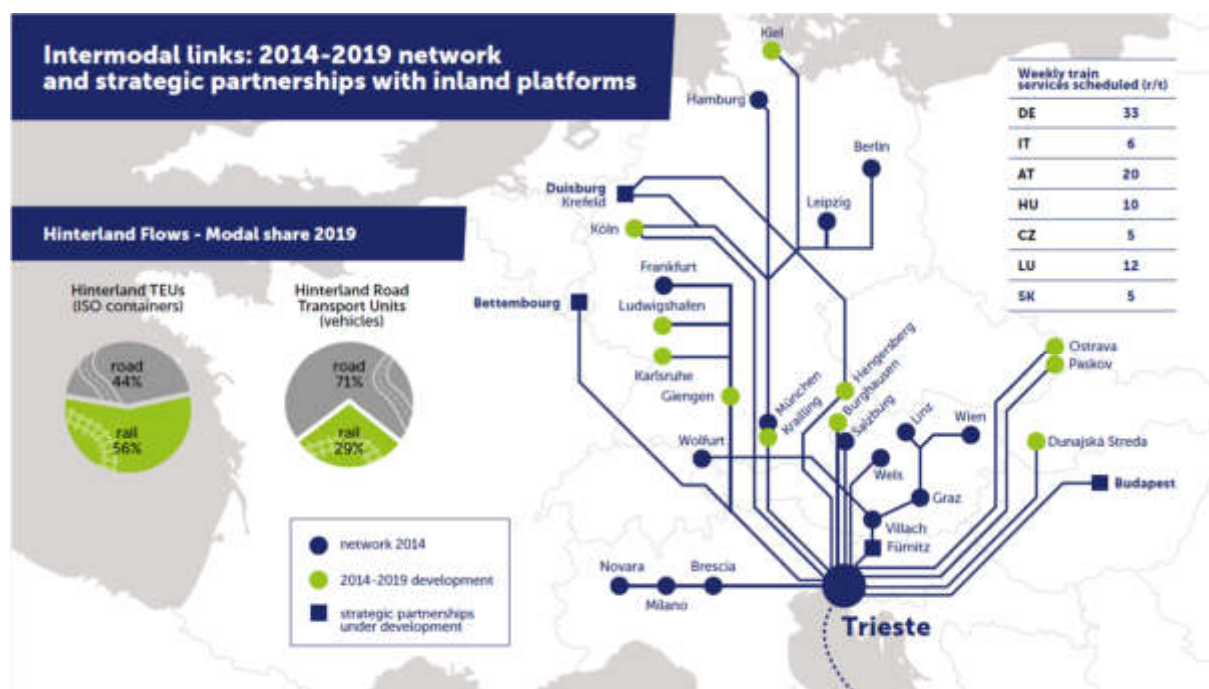 Intermodal links: 2014-2019 network
and strategic partnerships with inland platforms
Hinterland Flows - Modal share 2019
Hinterland TEUs
(ISO containers)
road
44%
rail
56%
Hinterland Road
Transport Units
(vehicles)
road
71%
rail
29%
network 2014
2014-2019 development
strategic partnerships
under development
Kiel
Hamburg
Berlin
Duisburg
Krefeld
Leipzig
Köln
Frankfurt
Bettembourg
Ludwigshafen
Karlsruhe
Giengen
München
Krailling
Hengersberg
Burghausen
Salzburg
Linz
Wien
Wolfurt
Wels
Graz
Villach
Fürnitz
Ostrava
Paskov
Dunajská Streda
Budapest
Novara
Milano
Brescia
Trieste
Weekly train
services scheduled (r/t)
DE 33
IT 6
AT 20
HU 10
CZ 5
LU 12
SK 5